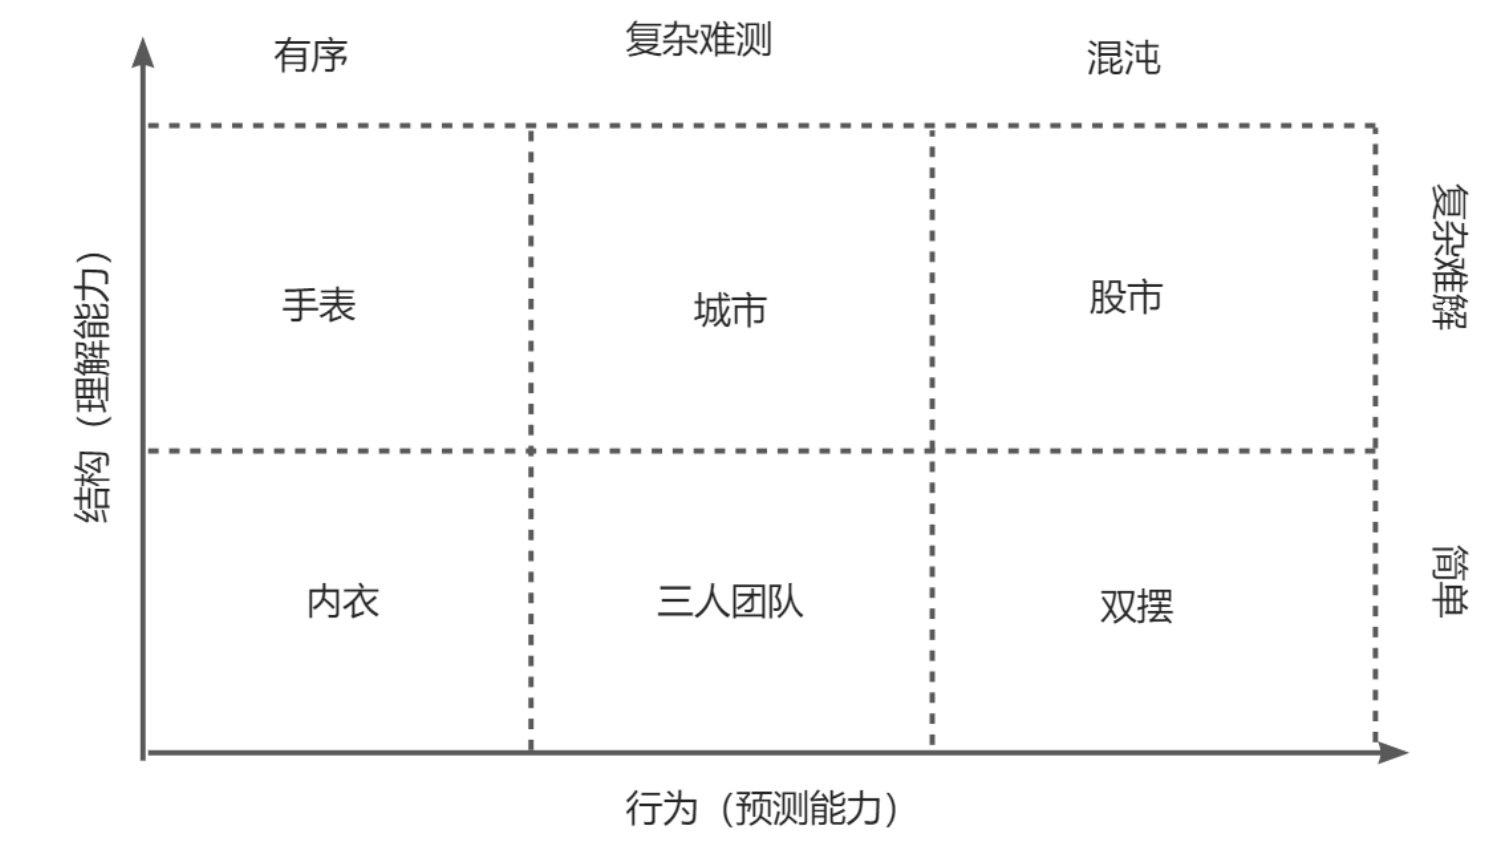 有序
复杂难测
混沌
手表
城市
股市
复杂难解
结构（理解能力）
内衣
三人团队
双摆
简单
行为（预测能力）